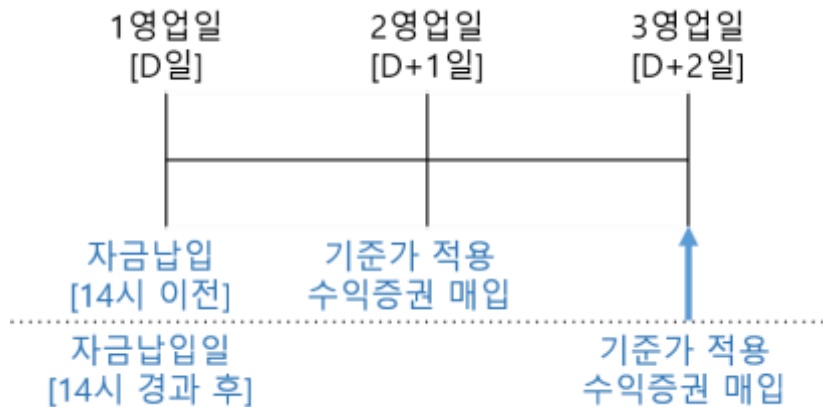 1영업일
[D일]
2영업일
[D+1일]
3영업일
[D+2일]
자금납입
[14시 이전]
기준가 적용
수익증권 매입
자금납입일
[14시 경과 후]
기준가 적용
수익증권 매입